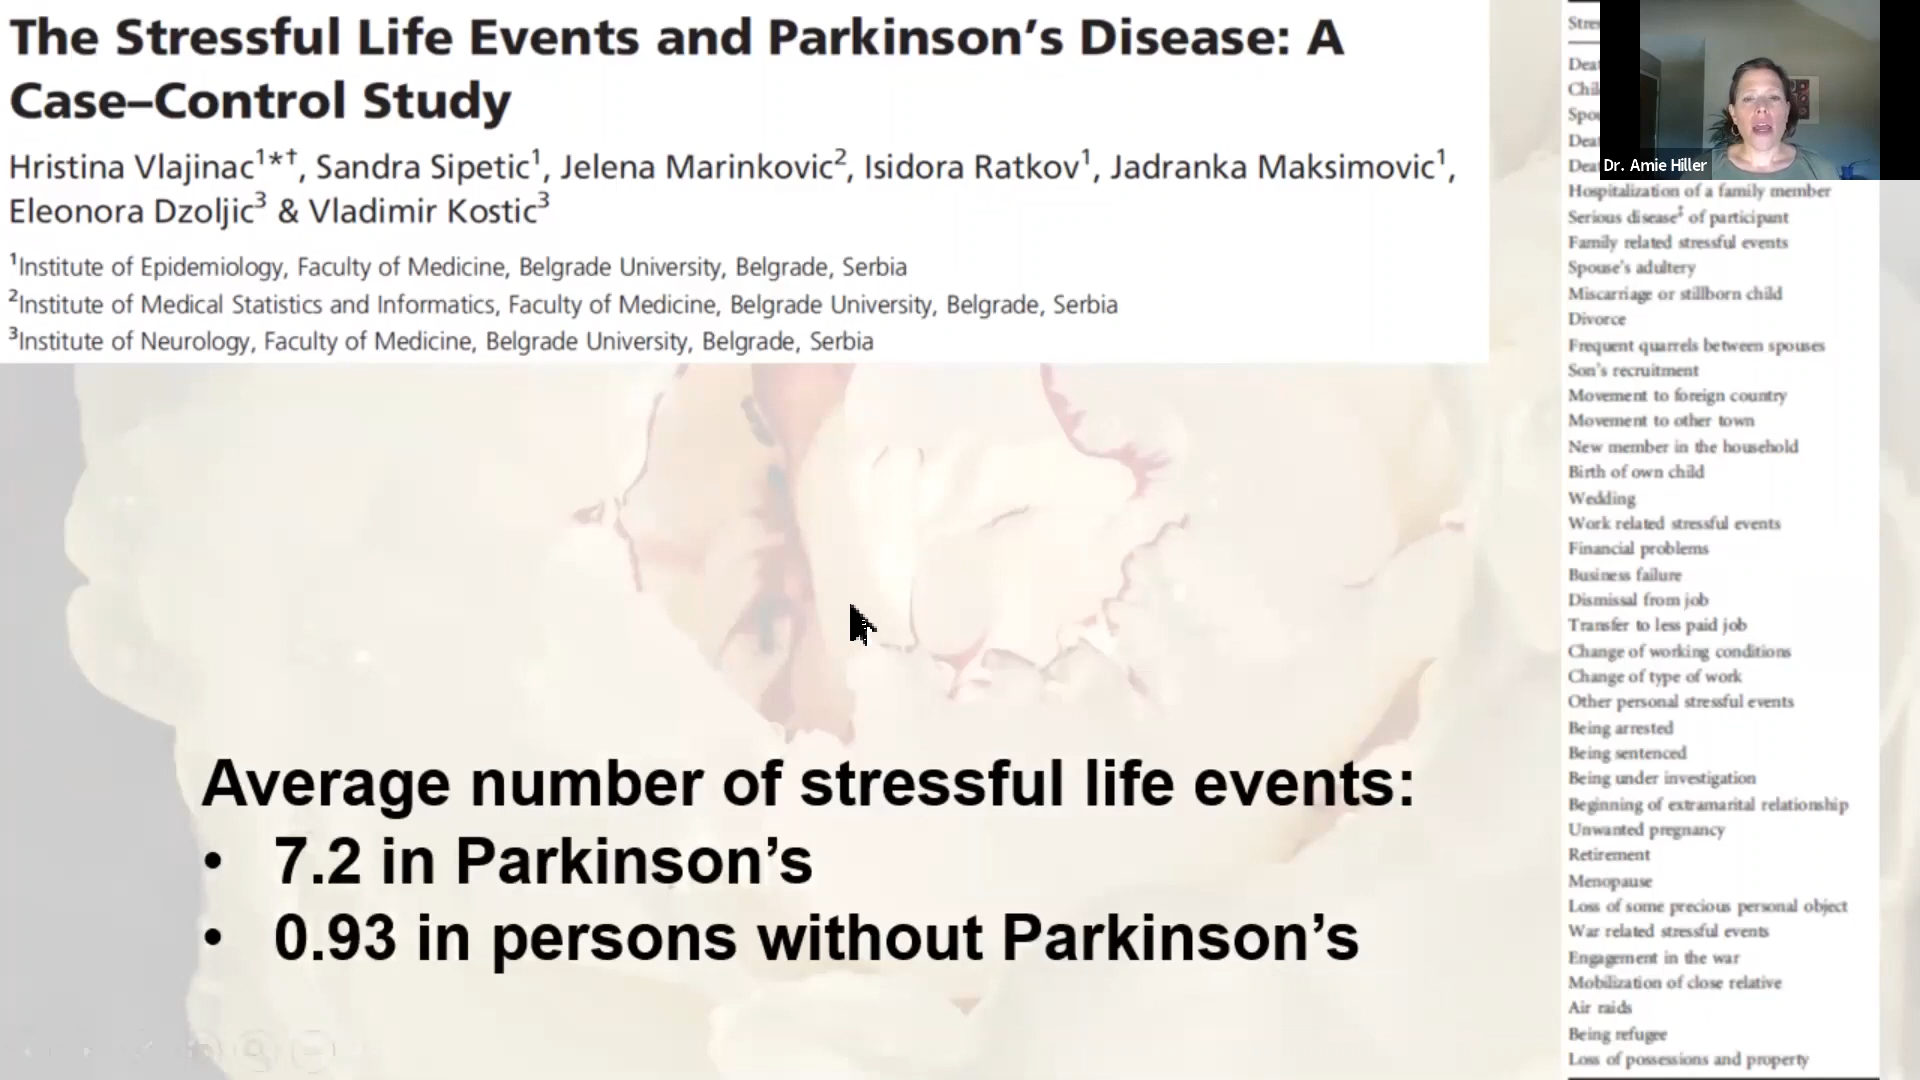 The Stressful Life Events and Parkinson's Disease: A
Case–Control Study
Hristina Vlajinac1*†, Sandra Sipetic1, Jelena Marinkovic2, Isidora Ratkov1, Jadranka Maksimovic1,
Eleonora Dzoljic3 & Vladimir Kostic3
1Institute of Epidemiology, Faculty of Medicine, Belgrade University, Belgrade, Serbia
2Institute of Medical Statistics and Informatics, Faculty of Medicine, Belgrade University, Belgrade, Serbia
3Institute of Neurology, Faculty of Medicine, Belgrade University, Belgrade, Serbia
Average number of stressful life events:
• 7.2 in Parkinson's
• 0.93 in persons without Parkinson's
Dr. Amie Hiller
Hospitalization of a family member
Serious disease‡ of participant
Family related stressful events
Spouse's adultery
Miscarriage or stillborn child
Divorce
Frequent quarrels between spouses
Son's recruitment
Movement to foreign country
Movement to other town
New member in the household
Birth of own child
Wedding
Work related stressful events
Financial problems
Business failure
Dismissal from job
Transfer to less paid job
Change of working conditions
Change of type of work
Other personal stressful events
Being arrested
Being sentenced
Being under investigation
Beginning of extramarital relationship
Unwanted pregnancy
Retirement
Menopause
Loss of some precious personal object
War related stressful events
Engagement in the war
Mobilization of close relative
Air raids
Being refugee
Loss of possessions and property